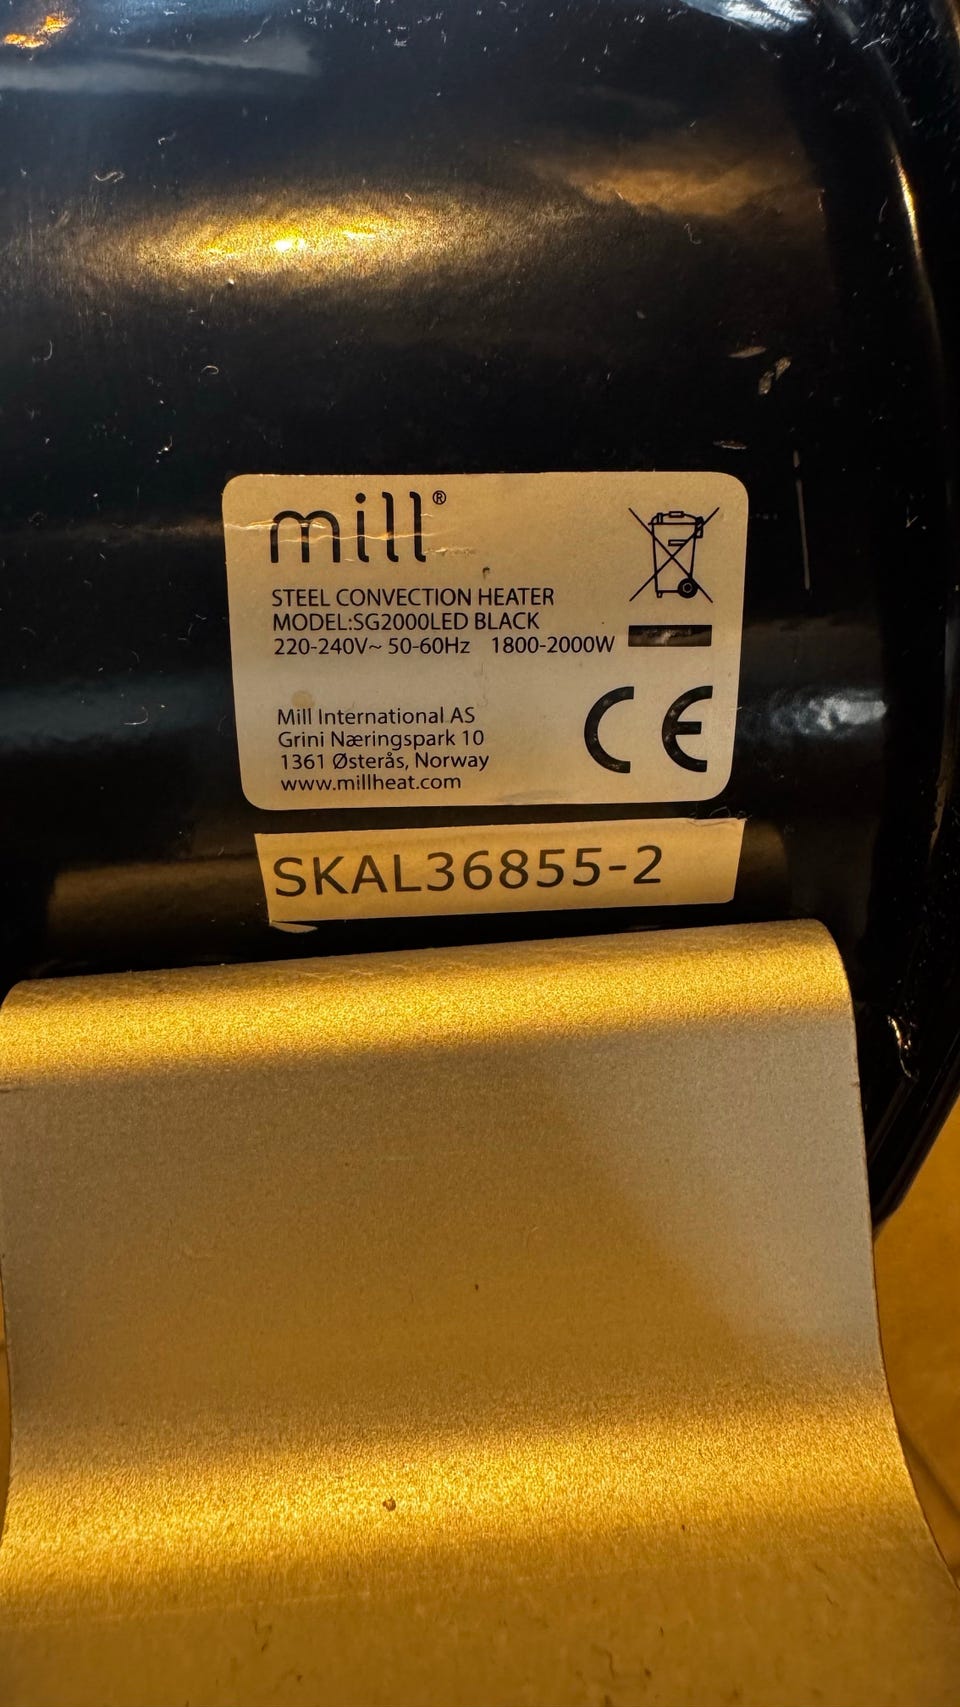 mill®
STEEL CONVECTION HEATER
MODEL:SG2000LED BLACK
220-240V~ 50-60Hz 1800-2000W
Mill International AS
Grini Næringspark 10
1361 Østerås, Norway
www.millheat.com
CE
SKAL36855-2